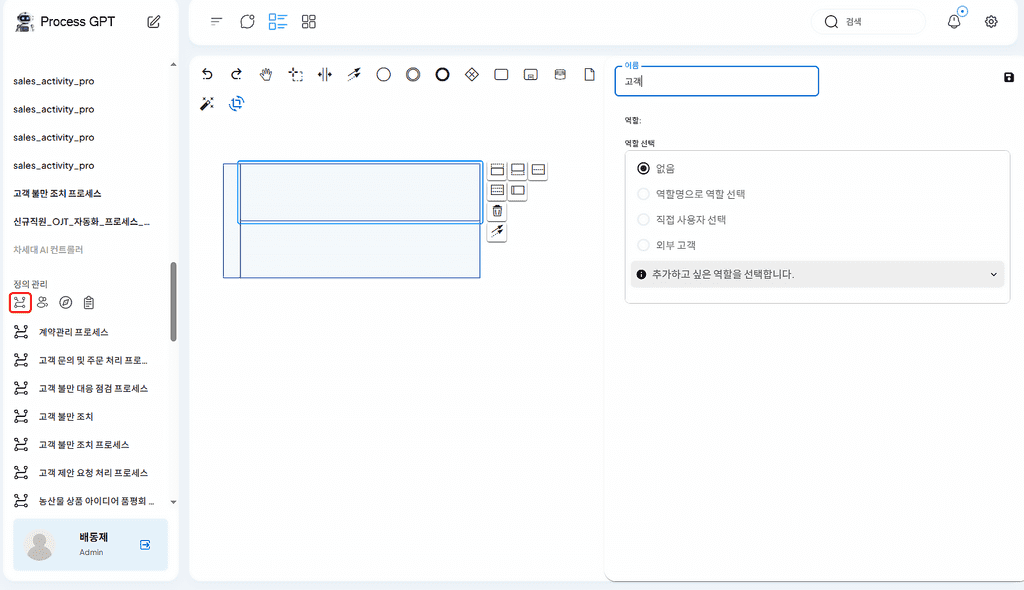 Process GPT
sales_activity_pro
sales_activity_pro
sales_activity_pro
sales_activity_pro
고객 불만 조치 프로세스
신규직원_OJT_자동화_프로세스_...
차세대 AI 컨트롤러
정의 관리
계약관리 프로세스
고객 문의 및 주문 처리 프로...
고객 불만 대응 점검 프로세스
고객 불만 조치
고객 불만 조치 프로세스
고객 제안 요청 처리 프로세스
농산물 상품 아이디어 품평회 ...
배동제
Admin
검색
이름
고객
역할:
역할 선택
없음
역할명으로 역할 선택
직접 사용자 선택
외부 고객
추가하고 싶은 역할을 선택합니다.